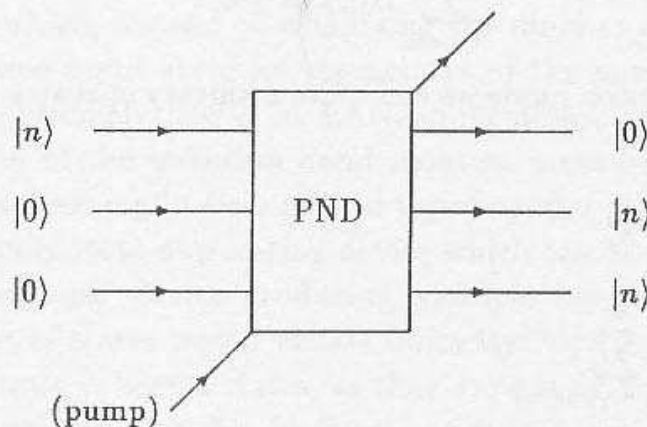 |n⟩ |0⟩
|0⟩ PND |n⟩
|0⟩ |n⟩
(pump)